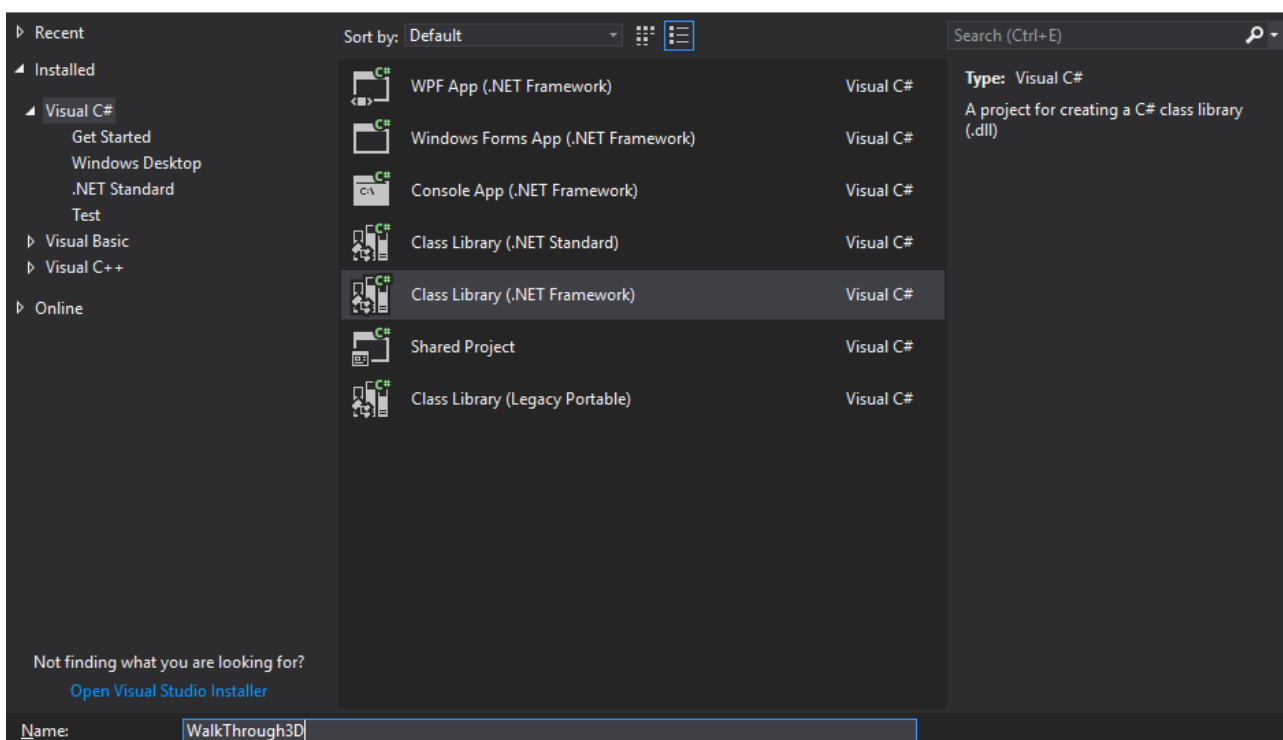 Recent
Installed
Visual C#
Get Started
Windows Desktop
.NET Standard
Test
Visual Basic
Visual C++
Online
Not finding what you are looking for?
Open Visual Studio Installer
Sort by: Default
C# WPF App (.NET Framework) Visual C#
C# Windows Forms App (.NET Framework) Visual C#
C# C:\ Console App (.NET Framework) Visual C#
C# Class Library (.NET Standard) Visual C#
C# Class Library (.NET Framework) Visual C#
C# Shared Project Visual C#
C# Class Library (Legacy Portable) Visual C#
Search (Ctrl+E)
Type: Visual C#
A project for creating a C# class library
(.dll)
Name: WalkThrough3D